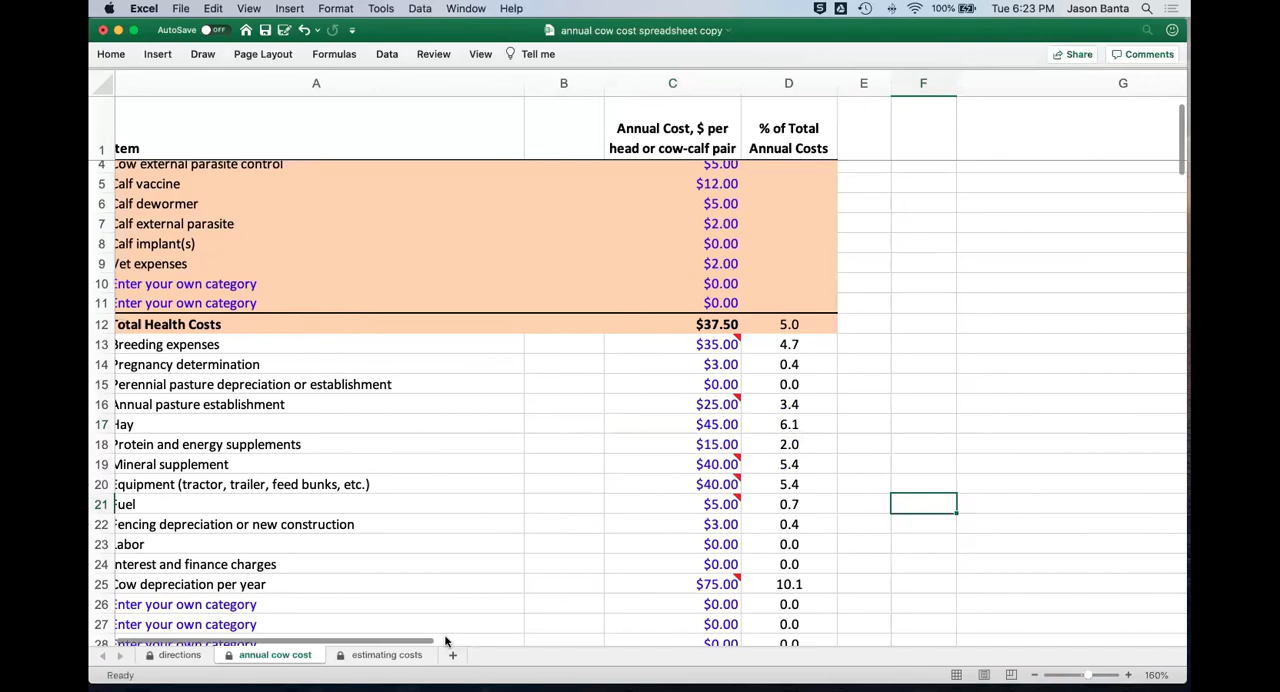 Excel File Edit View Insert Format Tools Data Window Help 100% Tue 6:23 PM Jason Banta
AutoSave OFF annual cow cost spreadsheet copy
Home Insert Draw Page Layout Formulas Data Review View Tell me Share Comments
A B C D E F G
Annual Cost, $ per % of Total
1 tem head or cow-calf pair Annual Costs
4 Cow external parasite control $5.00
5 Calf vaccine $12.00
6 Calf dewormer $5.00
7 Calf external parasite $2.00
8 Calf implant(s) $0.00
9 Vet expenses $2.00
10 Enter your own category $0.00
11 Enter your own category $0.00
12 Total Health Costs $37.50 5.0
13 Breeding expenses $35.00 4.7
14 Pregnancy determination $3.00 0.4
15 Perennial pasture depreciation or establishment $0.00 0.0
16 Annual pasture establishment $25.00 3.4
17 Hay $45.00 6.1
18 Protein and energy supplements $15.00 2.0
19 Mineral supplement $40.00 5.4
20 Equipment (tractor, trailer, feed bunks, etc.) $40.00 5.4
21 Fuel $5.00 0.7
22 Fencing depreciation or new construction $3.00 0.4
23 Labor $0.00 0.0
24 Interest and finance charges $0.00 0.0
25 Cow depreciation per year $75.00 10.1
26 Enter your own category $0.00 0.0
27 Enter your own category $0.00 0.0
28 Enter your own category $0.00 0.0
directions annual cow cost estimating costs
Ready 160%